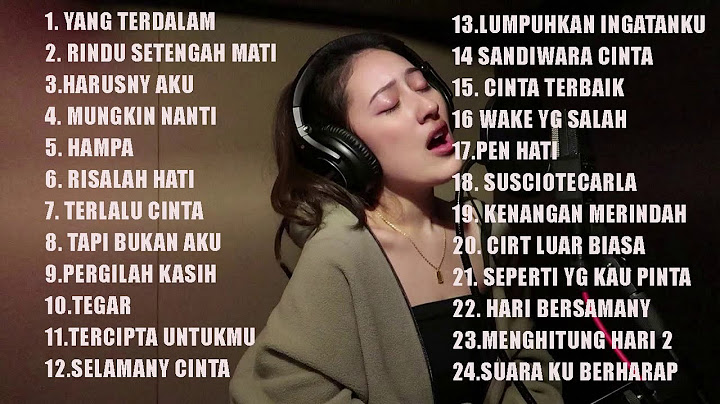 1. YANG TERDALAM
2. RINDU SETENGAH MATI
3.HARUSNY AKU
4. MUNGKIN NANTI
5. HAMPA
6. RISALAH HATI
7. TERLALU CINTA
8. TAPI BUKAN AKU
9.PERGILAH KASIH
10.TEGAR
11.TERCIPTA UNTUKMU
12.SELAMANY CINTA
13.LUMPUHKAN INGATANKU
14 SANDIWARA CINTA
15. CINTA TERBAIK
16 WAKE YG SALAH
17.PEN HATI
18. SUSCIOTECARLA
19. KENANGAN MERINDAH
20. CIRT LUAR BIASA
21. SEPERTI YG KAU PINTA
22. HARI BERSAMANY
23.MENGHITUNG HARI 2
24.SUARA KU BERHARAP